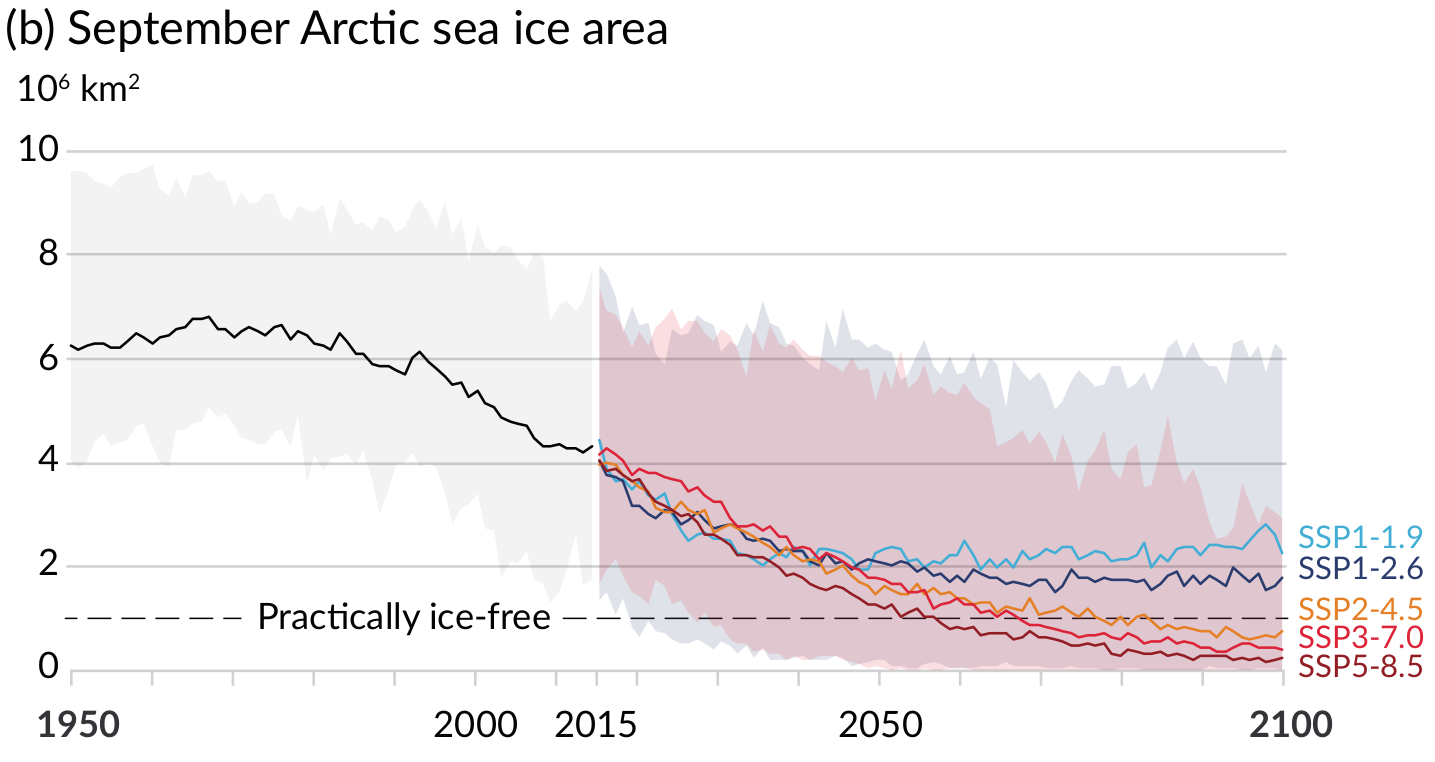 (b) September Arctic sea ice area
10⁶ km²
10
8
6
4
2
0
Practically ice-free
SSP1-1.9
SSP1-2.6
SSP2-4.5
SSP3-7.0
SSP5-8.5
1950 2000 2015 2050 2100